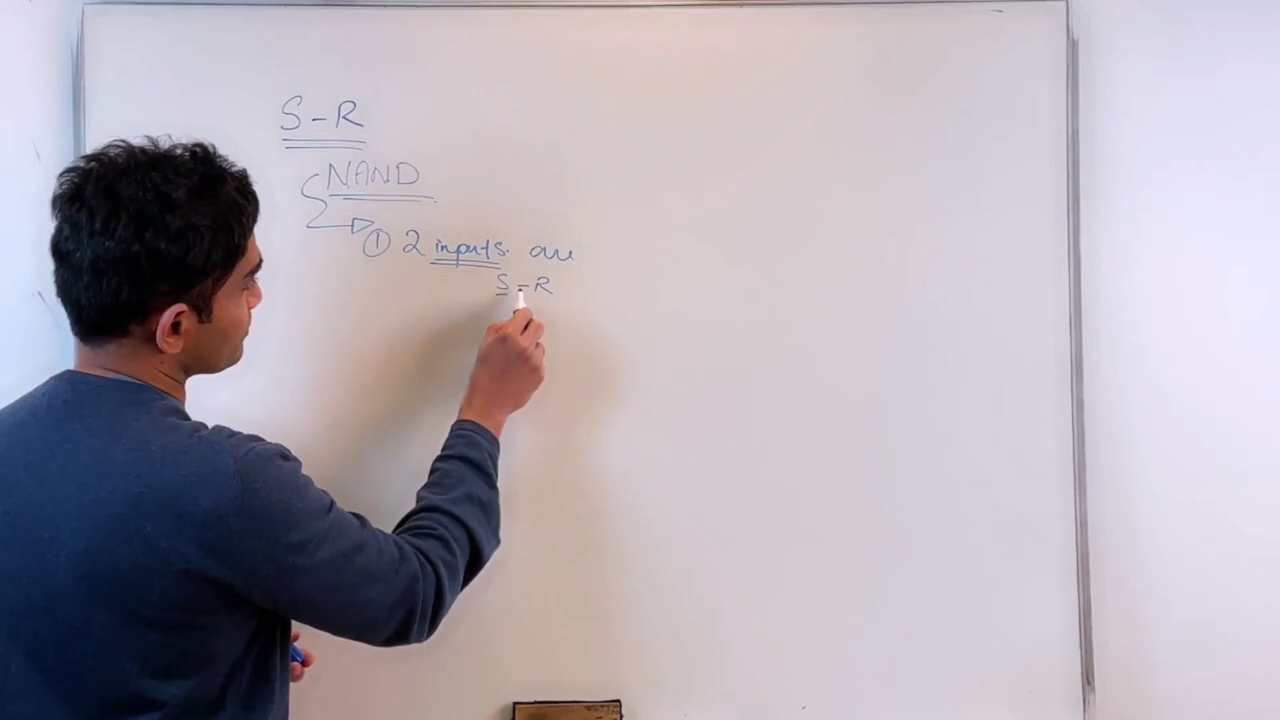 S-R
NAND
① 2 inputs are
S-R